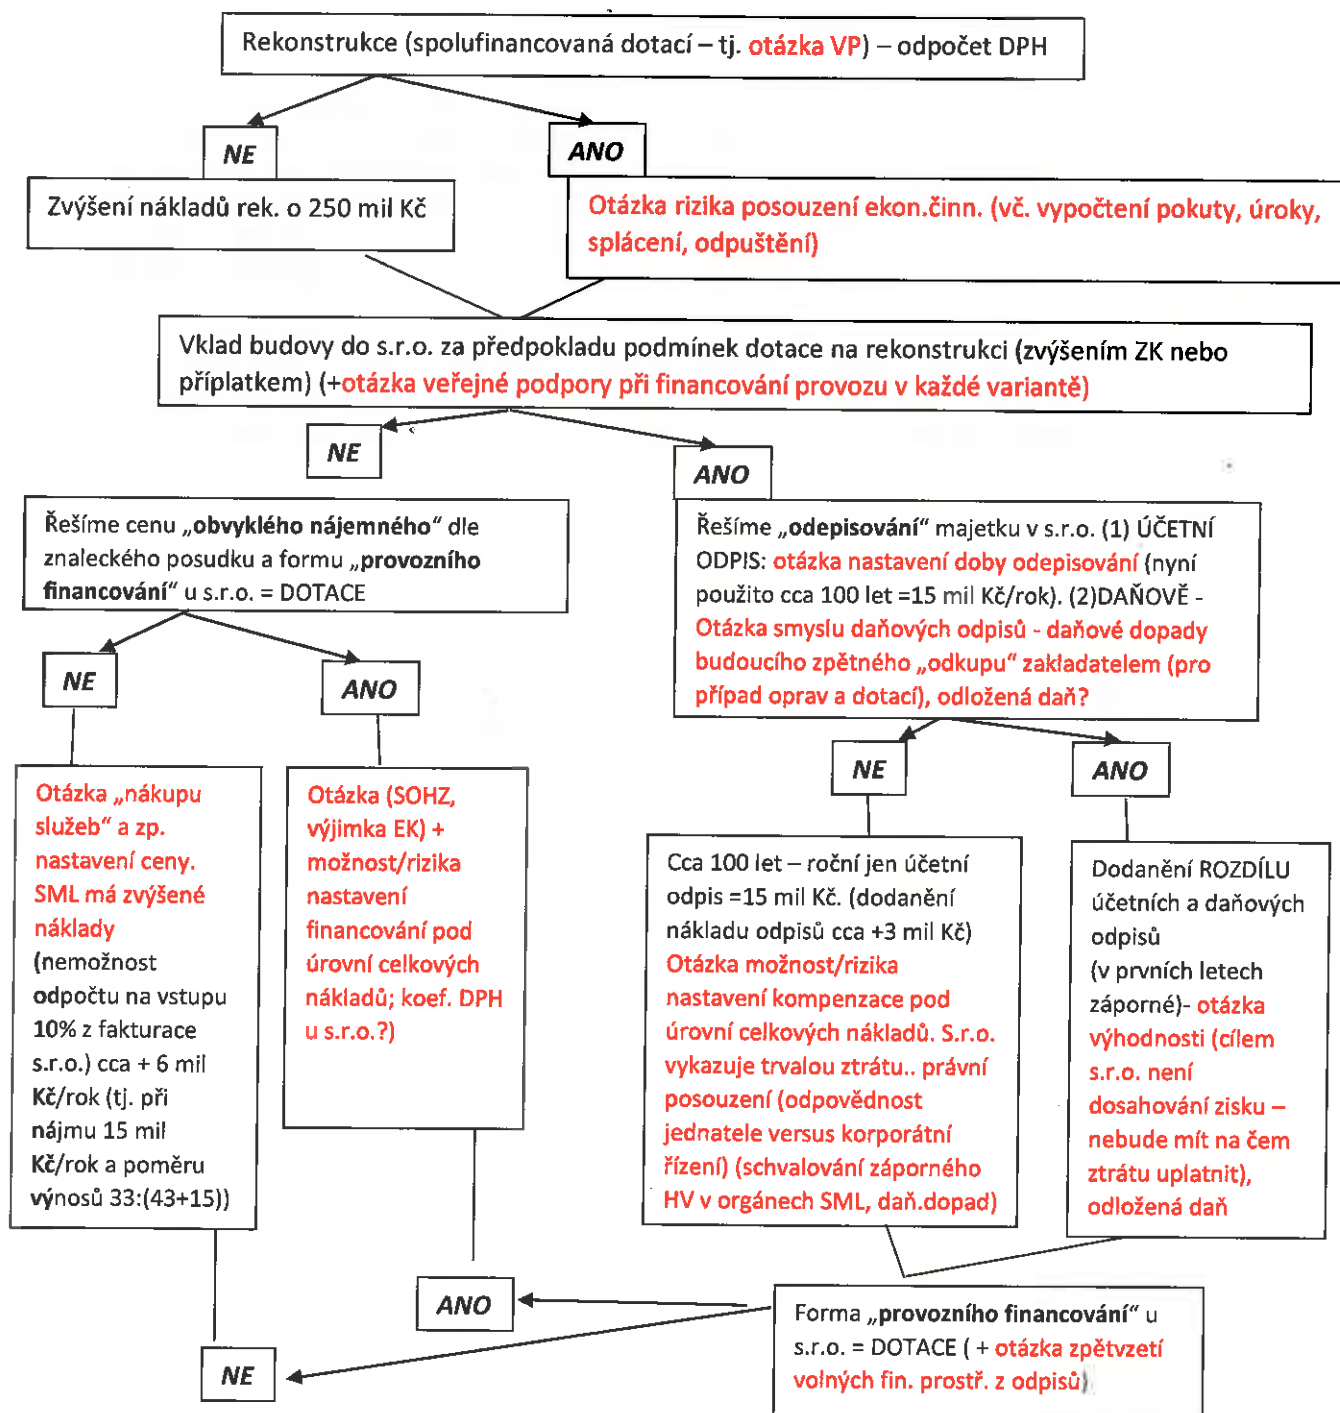 Rekonstrukce (spolufinancovaná dotací – tj. otázka VP) – odpočet DPH
NE
ANO
Zvýšení nákladů rek. o 250 mil Kč
Otázka rizika posouzení ekon.činn. (vč. vypočtení pokuty, úroky,
splácení, odpuštění)
Vklad budovy do s.r.o. za předpokladu podmínek dotace na rekonstrukci (zvýšením ZK nebo
příplatkem) (+otázka veřejné podpory při financování provozu v každé variantě)
NE
ANO
Řešíme cenu „obvyklého nájemného“ dle
znaleckého posudku a formu „provozního
financování“ u s.r.o. = DOTACE
Řešíme „odepisování“ majetku v s.r.o. (1) ÚČETNÍ
ODPIS: otázka nastavení doby odepisování (nyní
použito cca 100 let =15 mil Kč/rok). (2)DAŇOVĚ -
Otázka smyslu daňových odpisů - daňové dopady
budoucího zpětného „odkupu“ zakladatelem (pro
případ oprav a dotací), odložená daň?
NE
ANO
NE
ANO
Otázka „nákupu
služeb“ a zp.
nastavení ceny.
SML má zvýšené
náklady
(nemožnost
odpočtu na vstupu
10% z fakturace
s.r.o.) cca + 6 mil
Kč/rok (tj. při
nájmu 15 mil
Kč/rok a poměru
výnosů 33:(43+15))
Otázka (SOHZ,
výjimka EK) +
možnost/rizika
nastavení
financování pod
úrovní celkových
nákladů; koef. DPH
u s.r.o.?)
Cca 100 let – roční jen účetní
odpis =15 mil Kč. (dodanění
nákladu odpisů cca +3 mil Kč)
Otázka možnost/rizika
nastavení kompenzace pod
úrovní celkových nákladů. S.r.o.
vykazuje trvalou ztrátu.. právní
posouzení (odpovědnost
jednatele versus korporátní
řízení) (schvalování záporného
HV v orgánech SML, daň.dopad)
Dodanění ROZDÍLU
účetních a daňových
odpisů
(v prvních letech
záporné)- otázka
výhodnosti (cílem
s.r.o. není
dosahování zisku –
nebude mít na čem
ztrátu uplatnit),
odložená daň
ANO
NE
Forma „provozního financování“ u
s.r.o. = DOTACE ( + otázka zpětvzetí
volných fin. prostř. z odpisů)